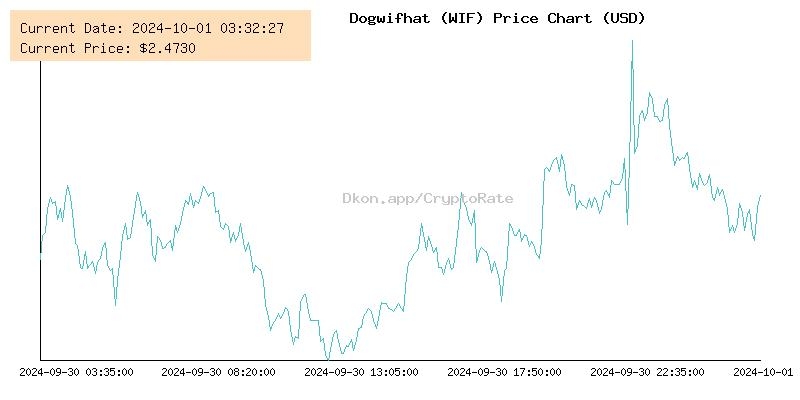 Dogwifhat (WIF) Price Chart (USD)
Current Date: 2024-10-01 03:32:27
Current Price: $2.4730
Dkon.app/CryptoRate
2024-09-30 03:35:00 2024-09-30 08:20:00 2024-09-30 13:05:00 2024-09-30 17:50:00 2024-09-30 22:35:00 2024-10-01